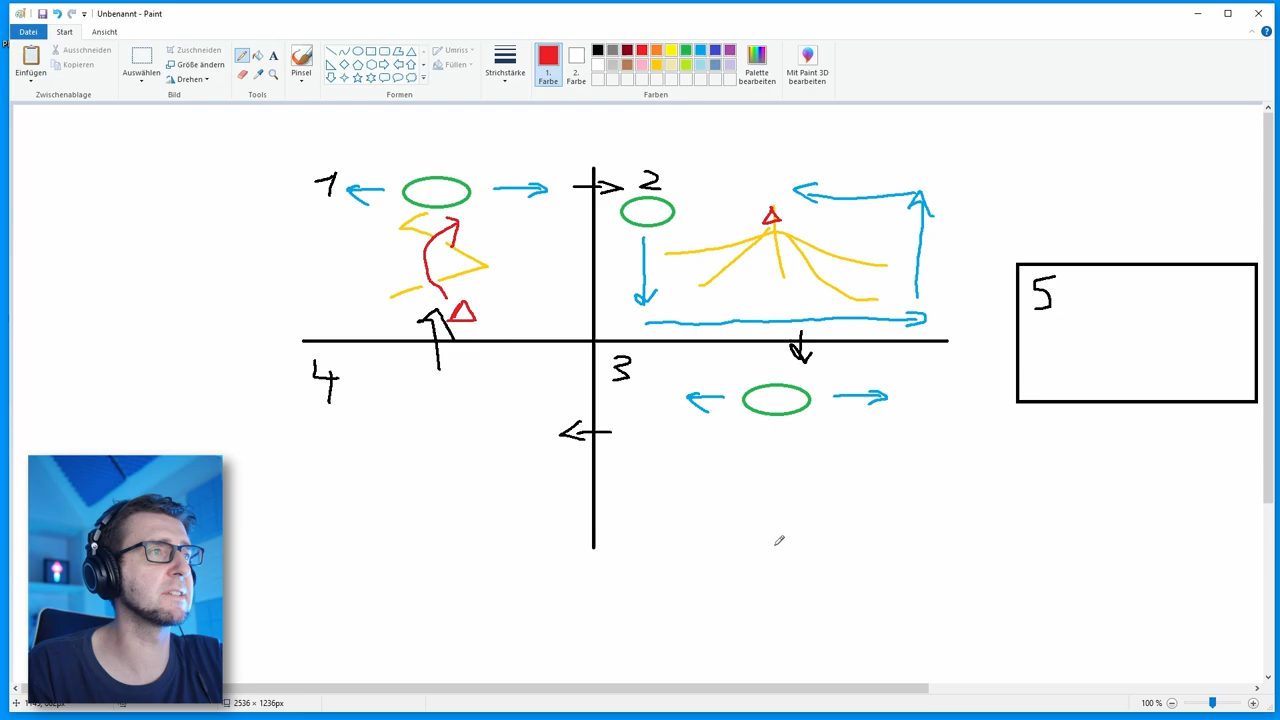 Unbenannt - Paint
Datei
Start
Ansicht
Einfügen
Ausschneiden
Kopieren
Zwischenablage
Auswählen
Zuschneiden
Größe ändern
Drehen
Bild
A
Tools
Pinsel
Umriss
Füllen
Formen
Strichstärke
1.
Farbe
2.
Farbe
Palette
bearbeiten
Mit Paint 3D
bearbeiten
Farben
1
2
5
4
3
2536 × 1236px
100 %